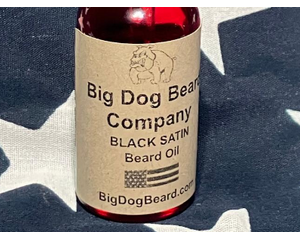 Big Dog Beard
Company
BLACK SATIN
Beard Oil
BigDogBeard.com